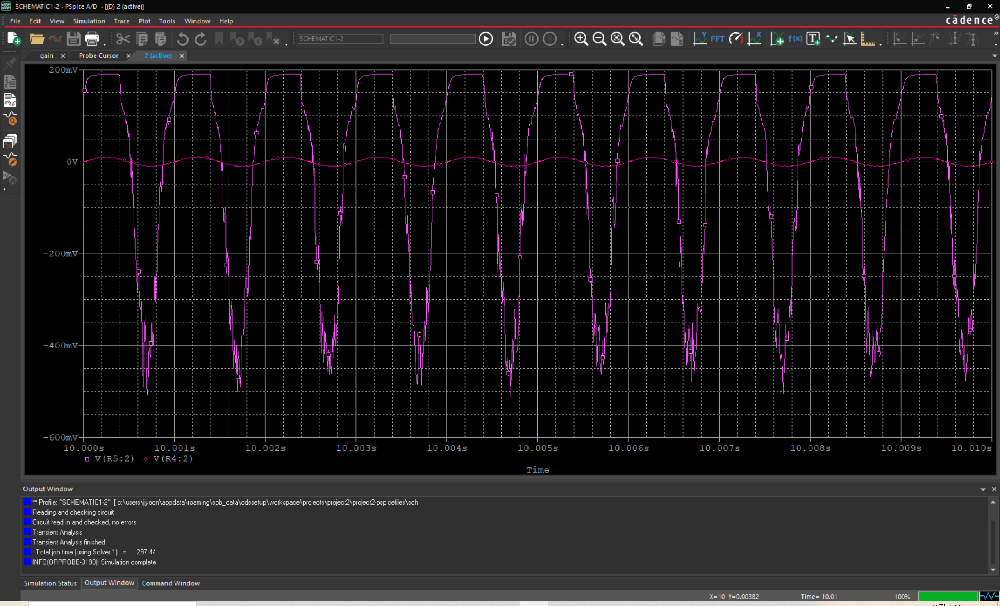 SCHEMATIC1-2 - PSpice A/D - [(D) 2 (active)]
File Edit View Simulation Trace Plot Tools Window Help
cādence®
SCHEMATIC1-2
Y FFT X f(x) T
gain
Probe Cursor
2 (active)
PSpice
200mV
0V
-200mV
-400mV
-600mV
10.000s 10.001s 10.002s 10.003s 10.004s 10.005s 10.006s 10.007s 10.008s 10.009s 10.010s
V(R5:2) V(R4:2)
Time
Output Window
** Profile: "SCHEMATIC1-2" [ c:\users\jiyoon\appdata\roaming\spb_data\cdssetup\workspace\projects\project2\project2-pspicefiles\sch
Reading and checking circuit
Circuit read in and checked, no errors
Transient Analysis
Transient Analysis finished
Total job time (using Solver 1) = 297.44
INFO(ORPROBE-3190): Simulation complete
Simulation Status Output Window Command Window
X=10 Y=0.00382 Time= 10.01 100%